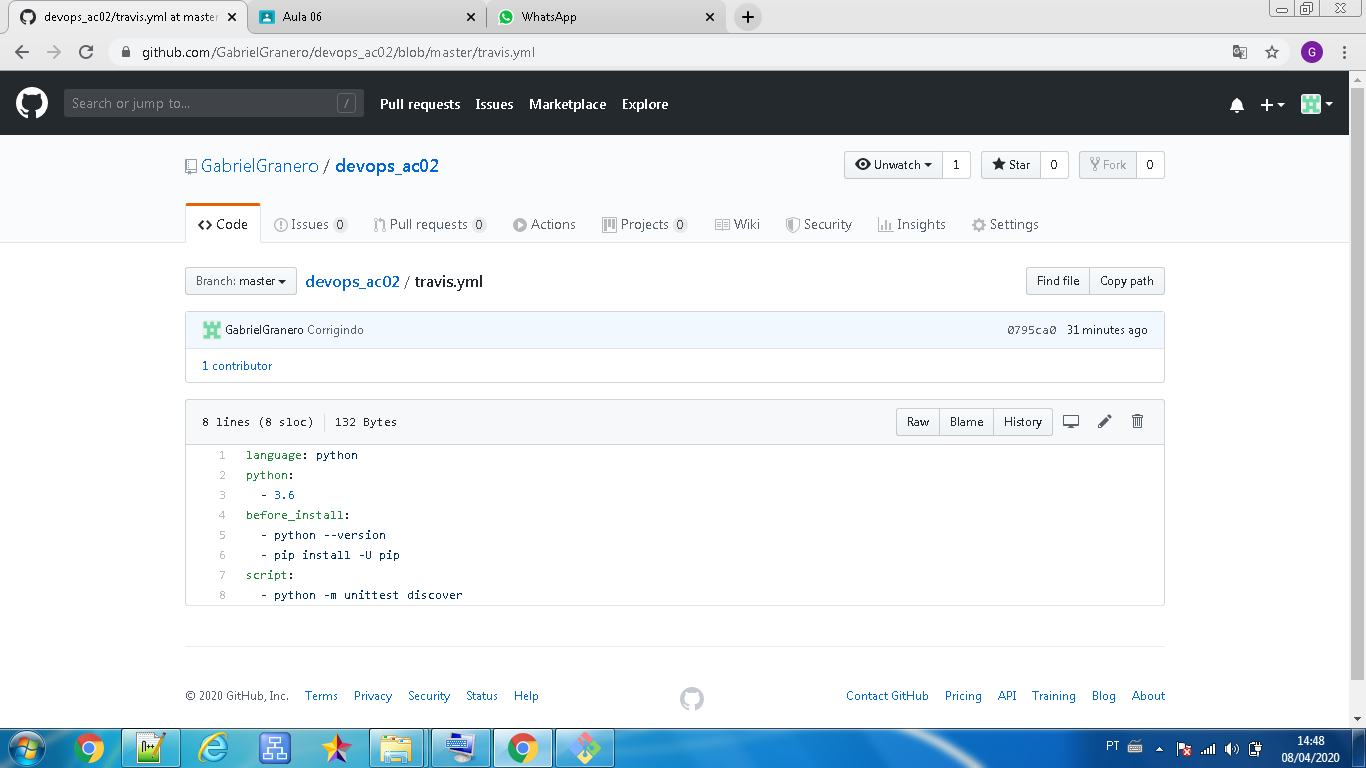 devops_ac02/travis.yml at master
Aula 06
WhatsApp
github.com/GabrielGranero/devops_ac02/blob/master/travis.yml
G
Search or jump to...
/
Pull requests
Issues
Marketplace
Explore
GabrielGranero / devops_ac02
Unwatch 1
Star 0
Fork 0
Code
Issues 0
Pull requests 0
Actions
Projects 0
Wiki
Security
Insights
Settings
Branch: master
devops_ac02 / travis.yml
Find file
Copy path
GabrielGranero Corrigindo
0795ca0 31 minutes ago
1 contributor
8 lines (8 sloc) 132 Bytes
Raw
Blame
History
1 language: python
2 python:
3 - 3.6
4 before_install:
5 - python --version
6 - pip install -U pip
7 script:
8 - python -m unittest discover
© 2020 GitHub, Inc.
Terms
Privacy
Security
Status
Help
Contact GitHub
Pricing
API
Training
Blog
About
PT
14:48
08/04/2020